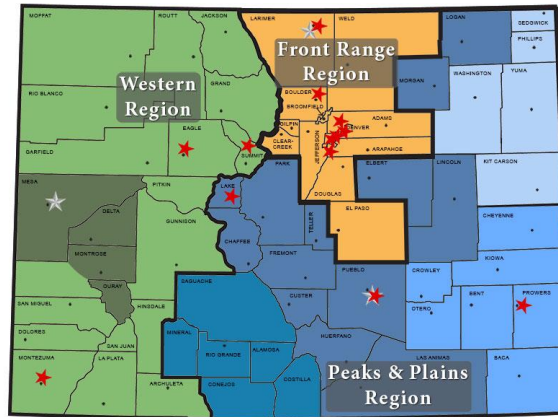 MOFFAT
ROUTT
JACKSON
LARIMER
WELD
LOGAN
SEDGWICK
PHILLIPS
Front Range
Region
MORGAN
WASHINGTON
YUMA
Western
Region
GRAND
RIO BLANCO
BOULDER
BROOMFIELD
GILPIN
DENVER
ADAMS
EAGLE
CLEAR
CREEK
JEFFERSON
ARAPAHOE
GARFIELD
SUMMIT
PARK
DOUGLAS
ELBERT
LINCOLN
KIT CARSON
MESA
PITKIN
LAKE
DELTA
GUNNISON
CHAFFEE
TELLER
EL PASO
CHEYENNE
MONTROSE
FREMONT
KIOWA
OURAY
PUEBLO
CROWLEY
SAN MIGUEL
HINSDALE
SAGUACHE
CUSTER
OTERO
BENT
PROWERS
DOLORES
SAN JUAN
MINERAL
HUERFANO
MONTEZUMA
LA PLATA
RIO GRANDE
ALAMOSA
LAS AMMAS
BACA
ARCHULETA
CONEJOS
COSTILLA
Peaks & Plains
Region